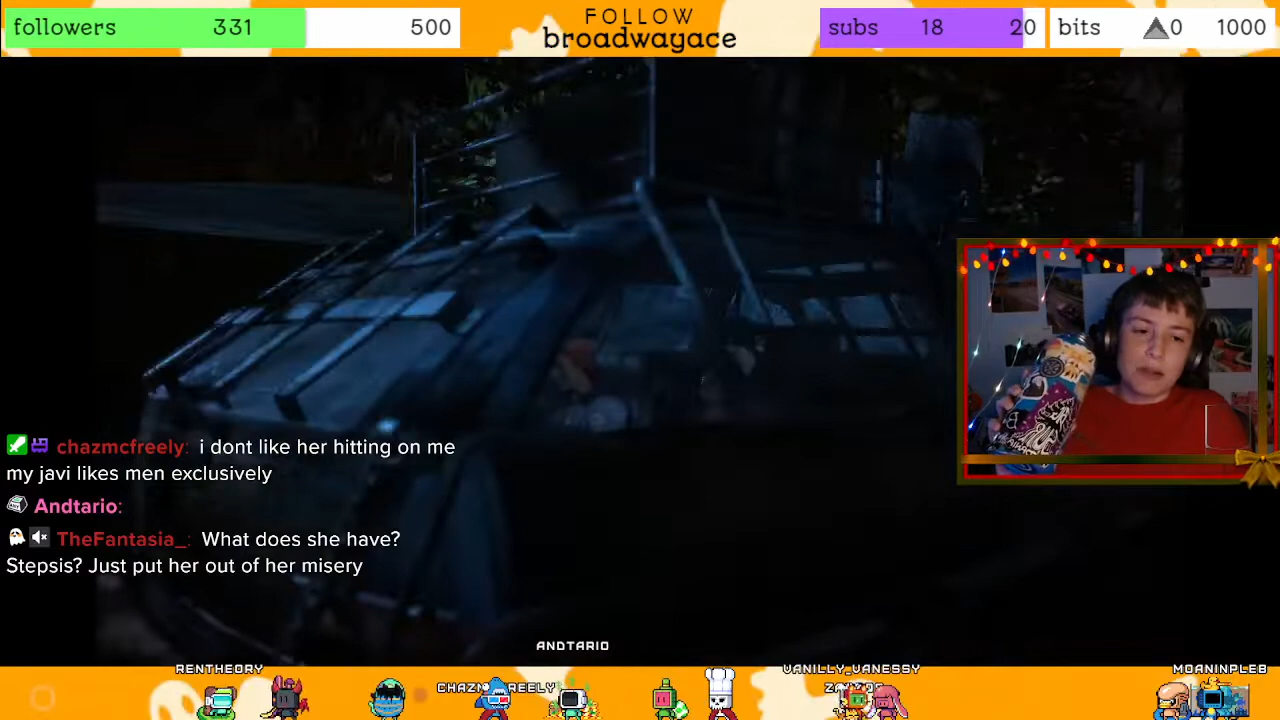 followers 331 500
FOLLOW
broadwayace
subs 18 20
bits 0 1000
chazmcfreely: i dont like her hitting on me
my javi likes men exclusively
Andtario:
TheFantasia_: What does she have?
Stepsis? Just put her out of her misery
ANDTARIO
RENTHEORY
VANILLY_VANESSY
MOANINPLEB